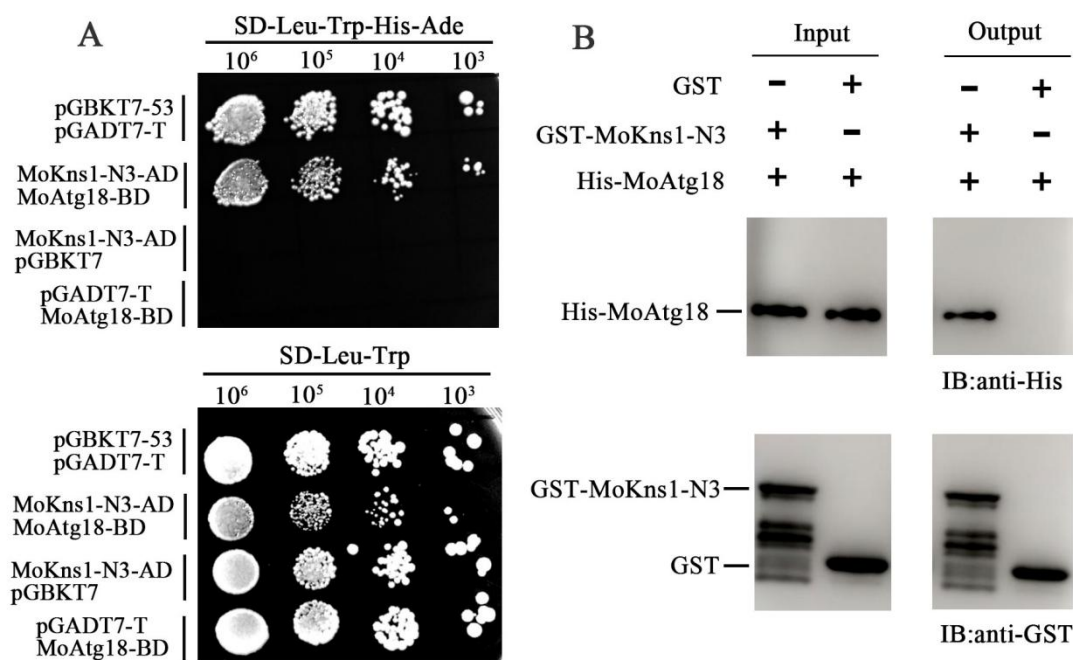 A
SD-Leu-Trp-His-Ade
10⁶ 10⁵ 10⁴ 10³
pGBKT7-53
pGADT7-T
MoKns1-N3-AD
MoAtg18-BD
MoKns1-N3-AD
pGBKT7
pGADT7-T
MoAtg18-BD
SD-Leu-Trp
10⁶ 10⁵ 10⁴ 10³
pGBKT7-53
pGADT7-T
MoKns1-N3-AD
MoAtg18-BD
MoKns1-N3-AD
pGBKT7
pGADT7-T
MoAtg18-BD
B
Input Output
- + GST - +
GST-MoKns1-N3 + - + -
His-MoAtg18 + + + +
His-MoAtg18
IB:anti-His
GST-MoKns1-N3
GST
IB:anti-GST